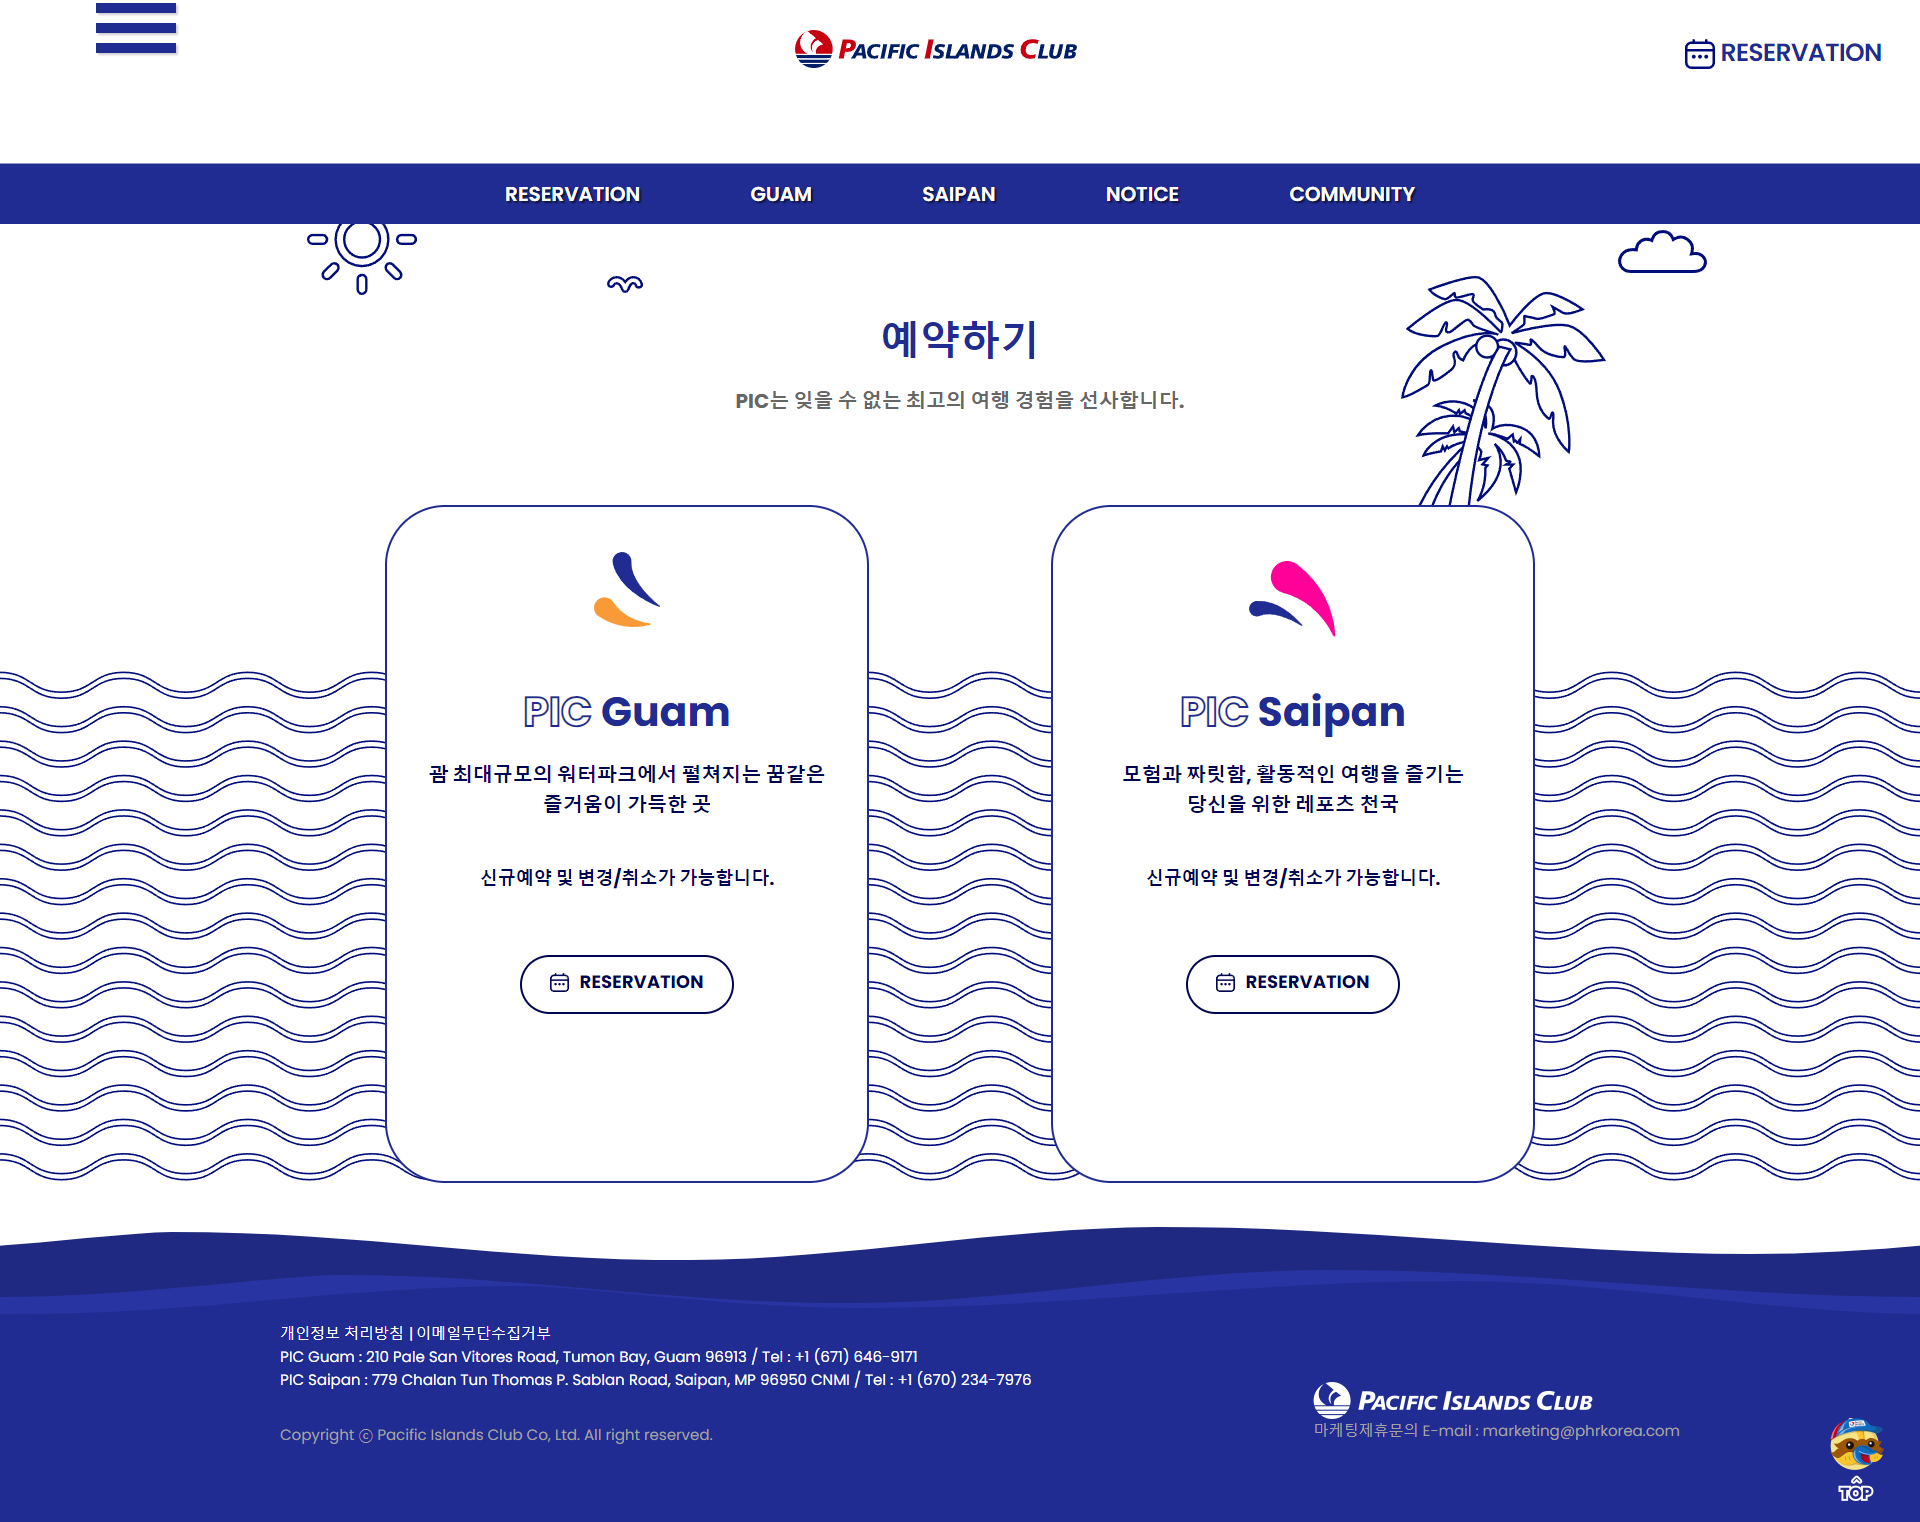 PACIFIC ISLANDS CLUB
RESERVATION
RESERVATION
GUAM
SAIPAN
NOTICE
COMMUNITY
예약하기
PIC는 잊을 수 없는 최고의 여행 경험을 선사합니다.
PIC Guam
괌 최대규모의 워터파크에서 펼쳐지는 꿈같은
즐거움이 가득한 곳
신규예약 및 변경/취소가 가능합니다.
RESERVATION
PIC Saipan
모험과 짜릿함, 활동적인 여행을 즐기는
당신을 위한 레포츠 천국
신규예약 및 변경/취소가 가능합니다.
RESERVATION
개인정보 처리방침 | 이메일무단수집거부
PIC Guam : 210 Pale San Vitores Road, Tumon Bay, Guam 96913 / Tel : +1 (671) 646-9171
PIC Saipan : 779 Chalan Tun Thomas P. Sablan Road, Saipan, MP 96950 CNMI / Tel : +1 (670) 234-7976
Copyright ⓒ Pacific Islands Club Co, Ltd. All right reserved.
PACIFIC ISLANDS CLUB
마케팅제휴문의 E-mail : marketing@phrkorea.com
TOP